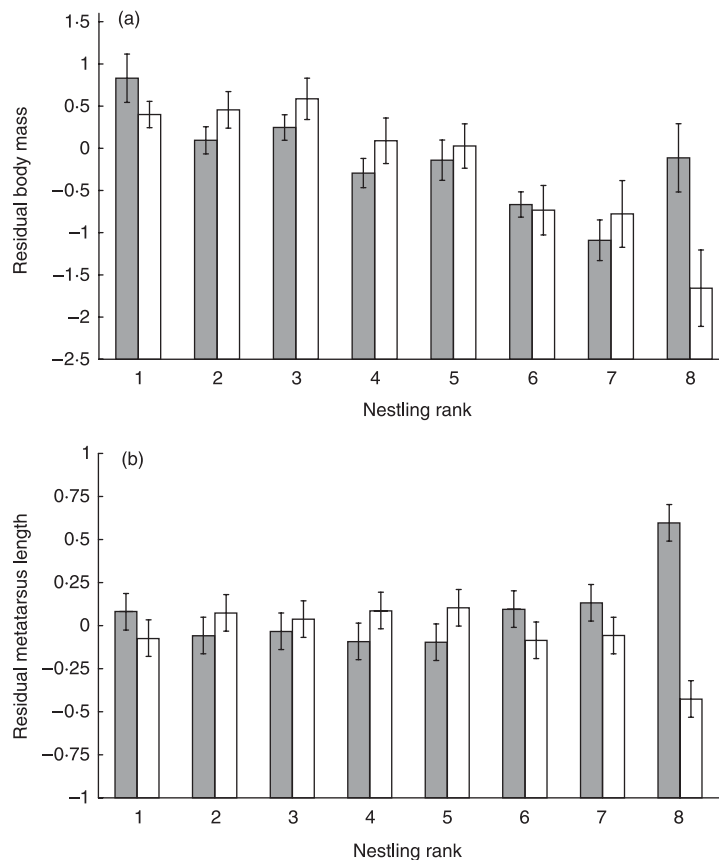 (a)
1·5
1
0·5
0
−0·5
−1
−1·5
−2
−2·5
Residual body mass
1 2 3 4 5 6 7 8
Nestling rank
(b)
1
0·75
0·5
0·25
0
−0·25
−0·5
−0·75
−1
Residual metatarsus length
1 2 3 4 5 6 7 8
Nestling rank